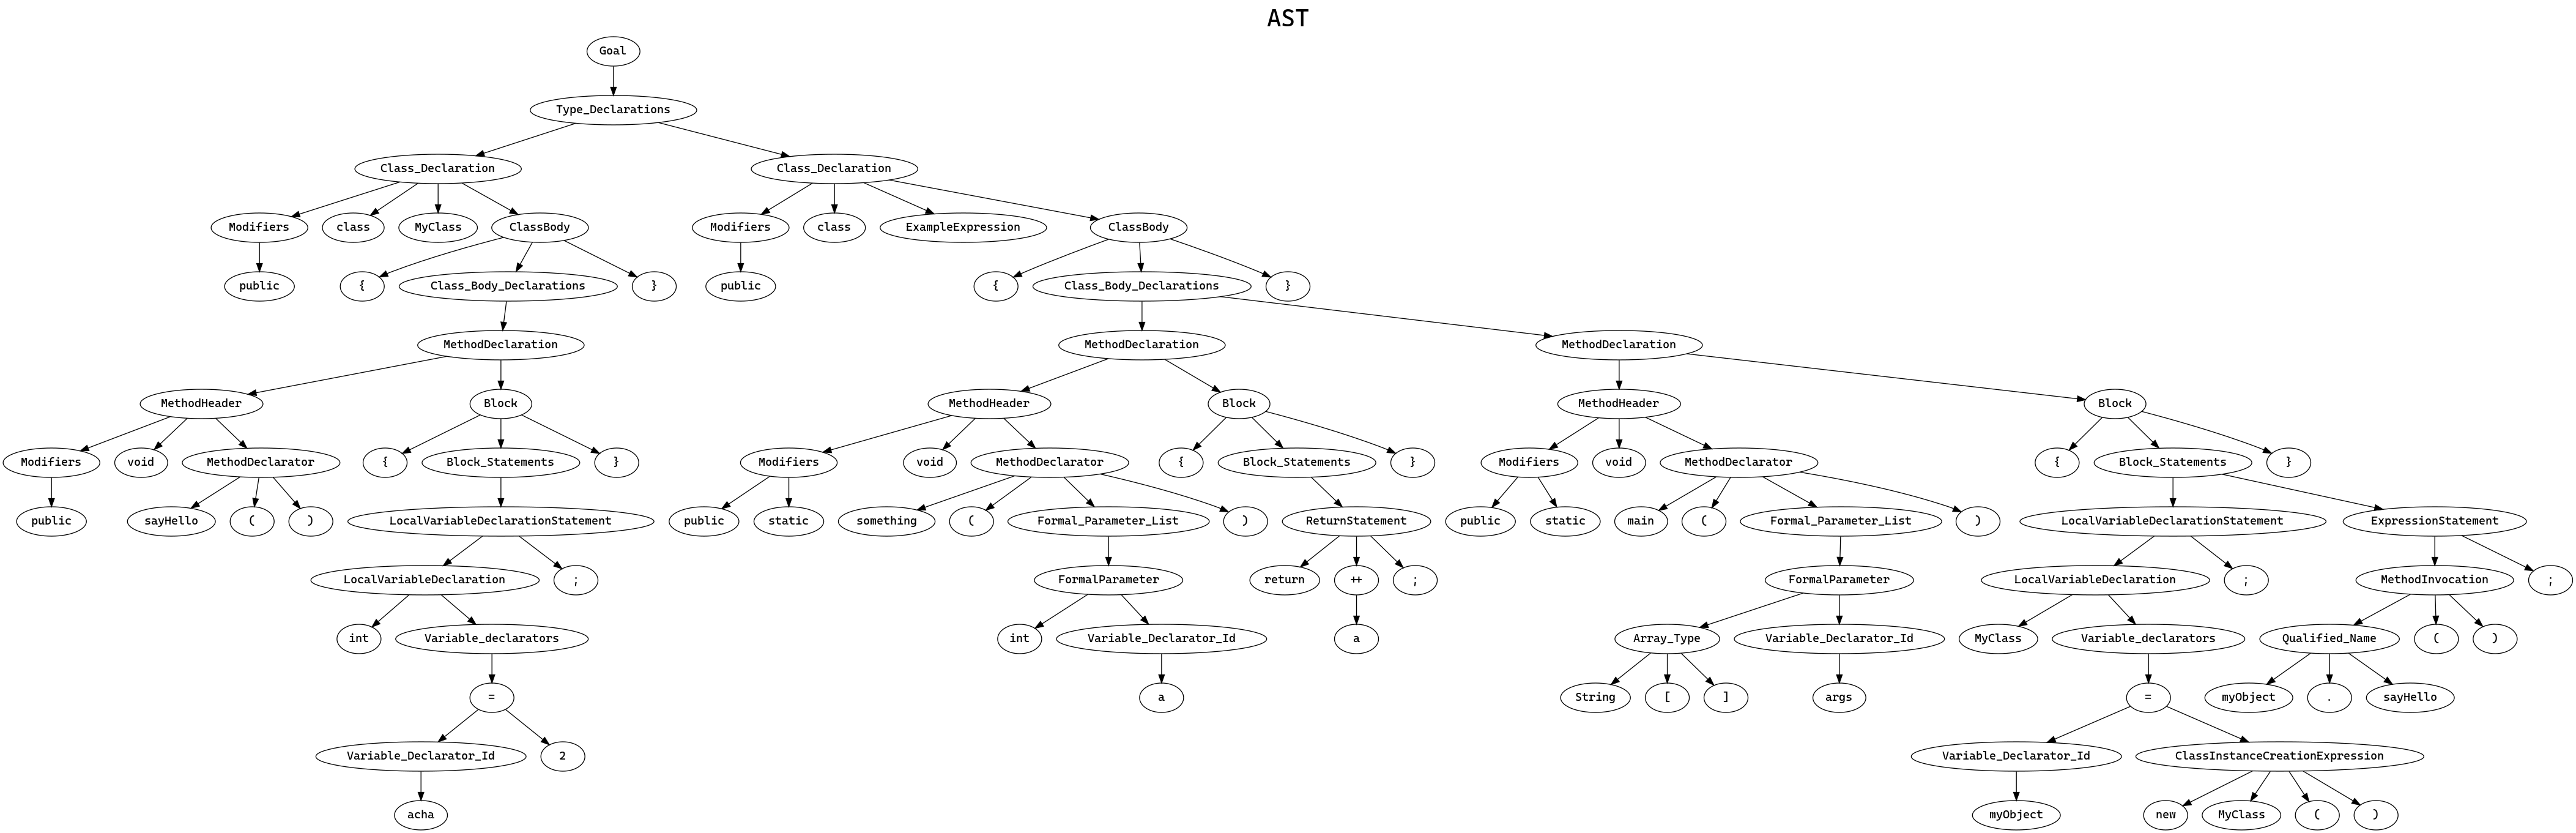 AST
Goal
Type_Declarations
Class_Declaration Class_Declaration
Modifiers class MyClass ClassBody Modifiers class ExampleExpression ClassBody
public { Class_Body_Declarations } public { Class_Body_Declarations }
MethodDeclaration MethodDeclaration MethodDeclaration
MethodHeader Block MethodHeader Block MethodHeader Block
Modifiers void MethodDeclarator { Block_Statements } Modifiers void MethodDeclarator { Block_Statements } Modifiers void MethodDeclarator { Block_Statements }
public sayHello ( ) LocalVariableDeclarationStatement public static something ( Formal_Parameter_List ) ReturnStatement public static main ( Formal_Parameter_List ) LocalVariableDeclarationStatement ExpressionStatement
LocalVariableDeclaration ; FormalParameter return ++ ; FormalParameter LocalVariableDeclaration ; MethodInvocation ;
int Variable_declarators int Variable_Declarator_Id a Array_Type Variable_Declarator_Id MyClass Variable_declarators Qualified_Name ( )
= a String [ ] args = myObject . sayHello
Variable_Declarator_Id 2 Variable_Declarator_Id ClassInstanceCreationExpression
acha myObject new MyClass ( )